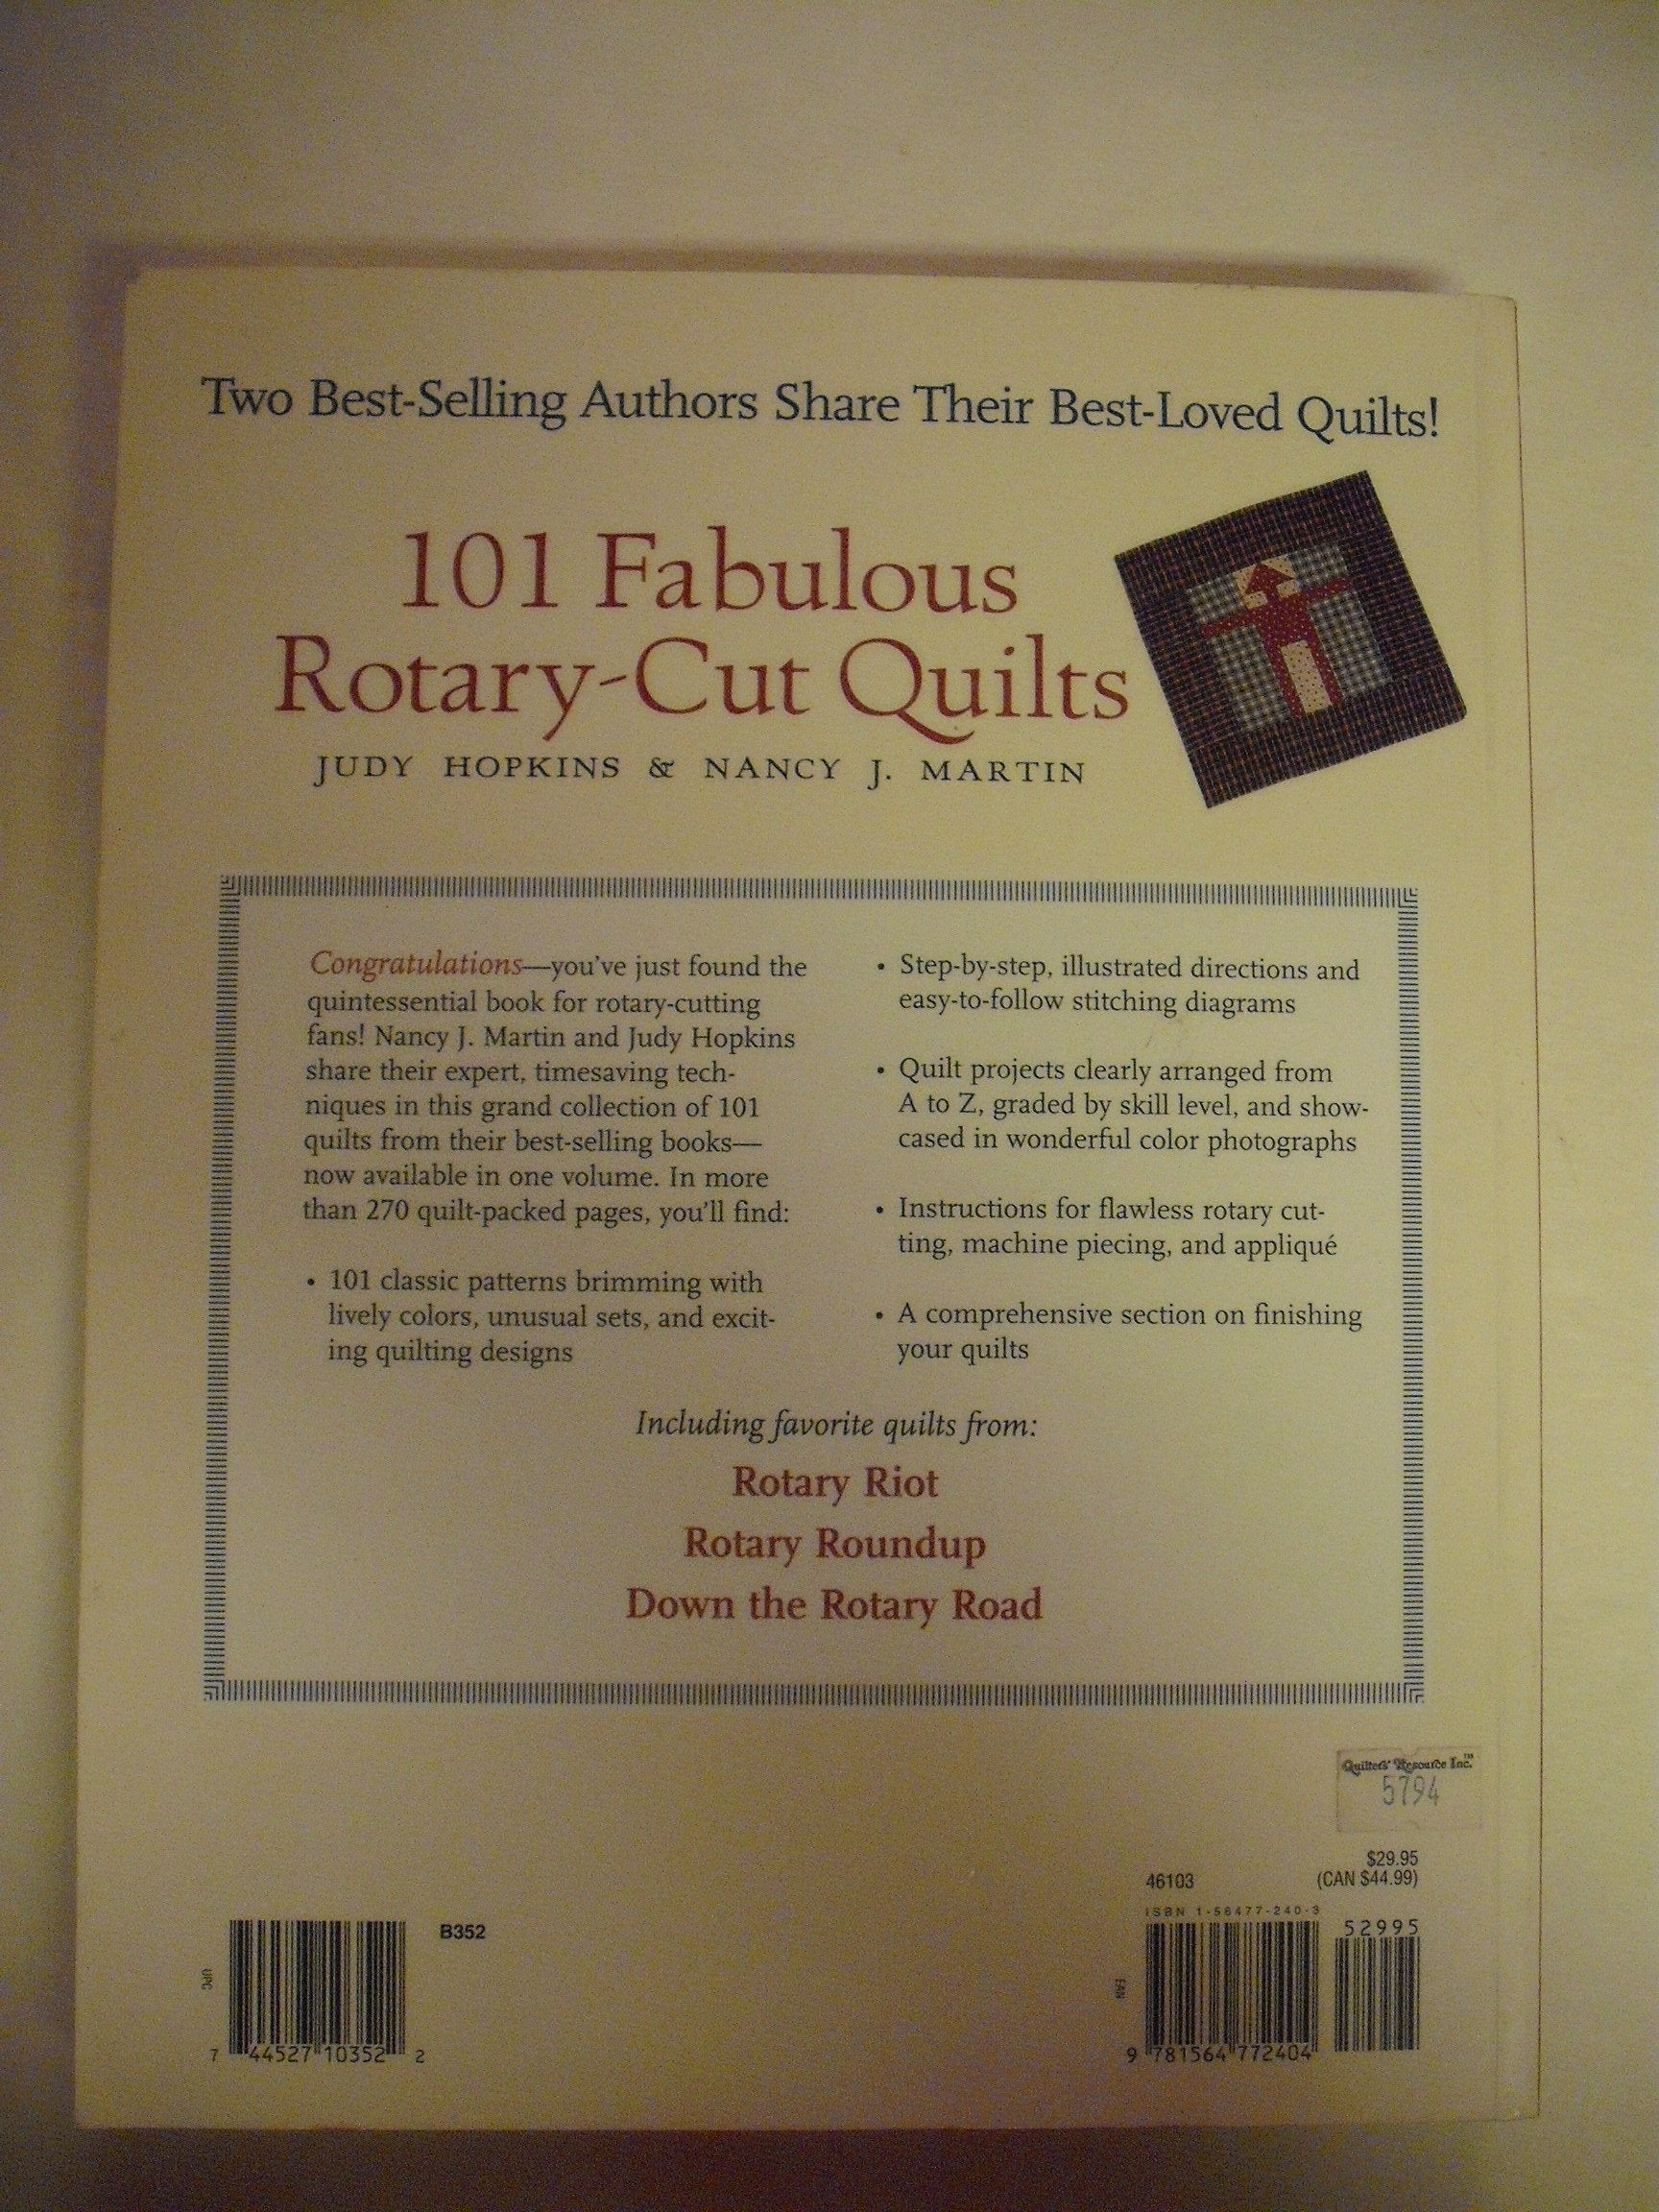 Two Best-Selling Authors Share Their Best-Loved Quilts!
101 Fabulous
Rotary-Cut Quilts
JUDY HOPKINS & NANCY J. MARTIN
Congratulations—you've just found the
quintessential book for rotary-cutting
fans! Nancy J. Martin and Judy Hopkins
share their expert, timesaving tech-
niques in this grand collection of 101
quilts from their best-selling books—
now available in one volume. In more
than 270 quilt-packed pages, you'll find:
• 101 classic patterns brimming with
lively colors, unusual sets, and excit-
ing quilting designs
• Step-by-step, illustrated directions and
easy-to-follow stitching diagrams
• Quilt projects clearly arranged from
A to Z, graded by skill level, and show-
cased in wonderful color photographs
• Instructions for flawless rotary cut-
ting, machine piecing, and appliqué
• A comprehensive section on finishing
your quilts
Including favorite quilts from:
Rotary Riot
Rotary Roundup
Down the Rotary Road
Quilters' Resource Inc.™
5794
$29.95
46103 (CAN $44.99)
ISBN 1-56477-240-3
52995
B352
UPC
EAN
7 44527 10352 2
9 781564 772404